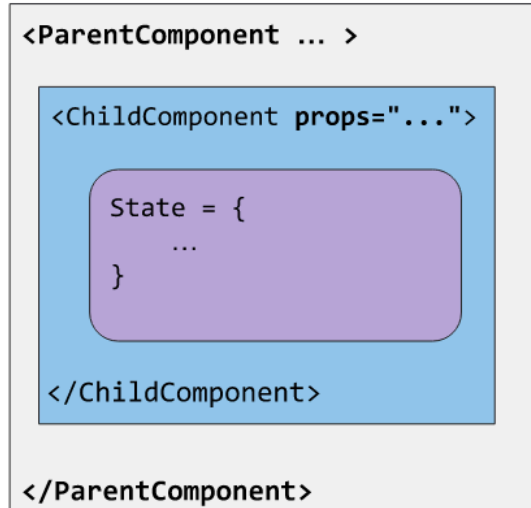 <ParentComponent … >
<ChildComponent props="...">
State = {
…
}
</ChildComponent>
</ParentComponent>